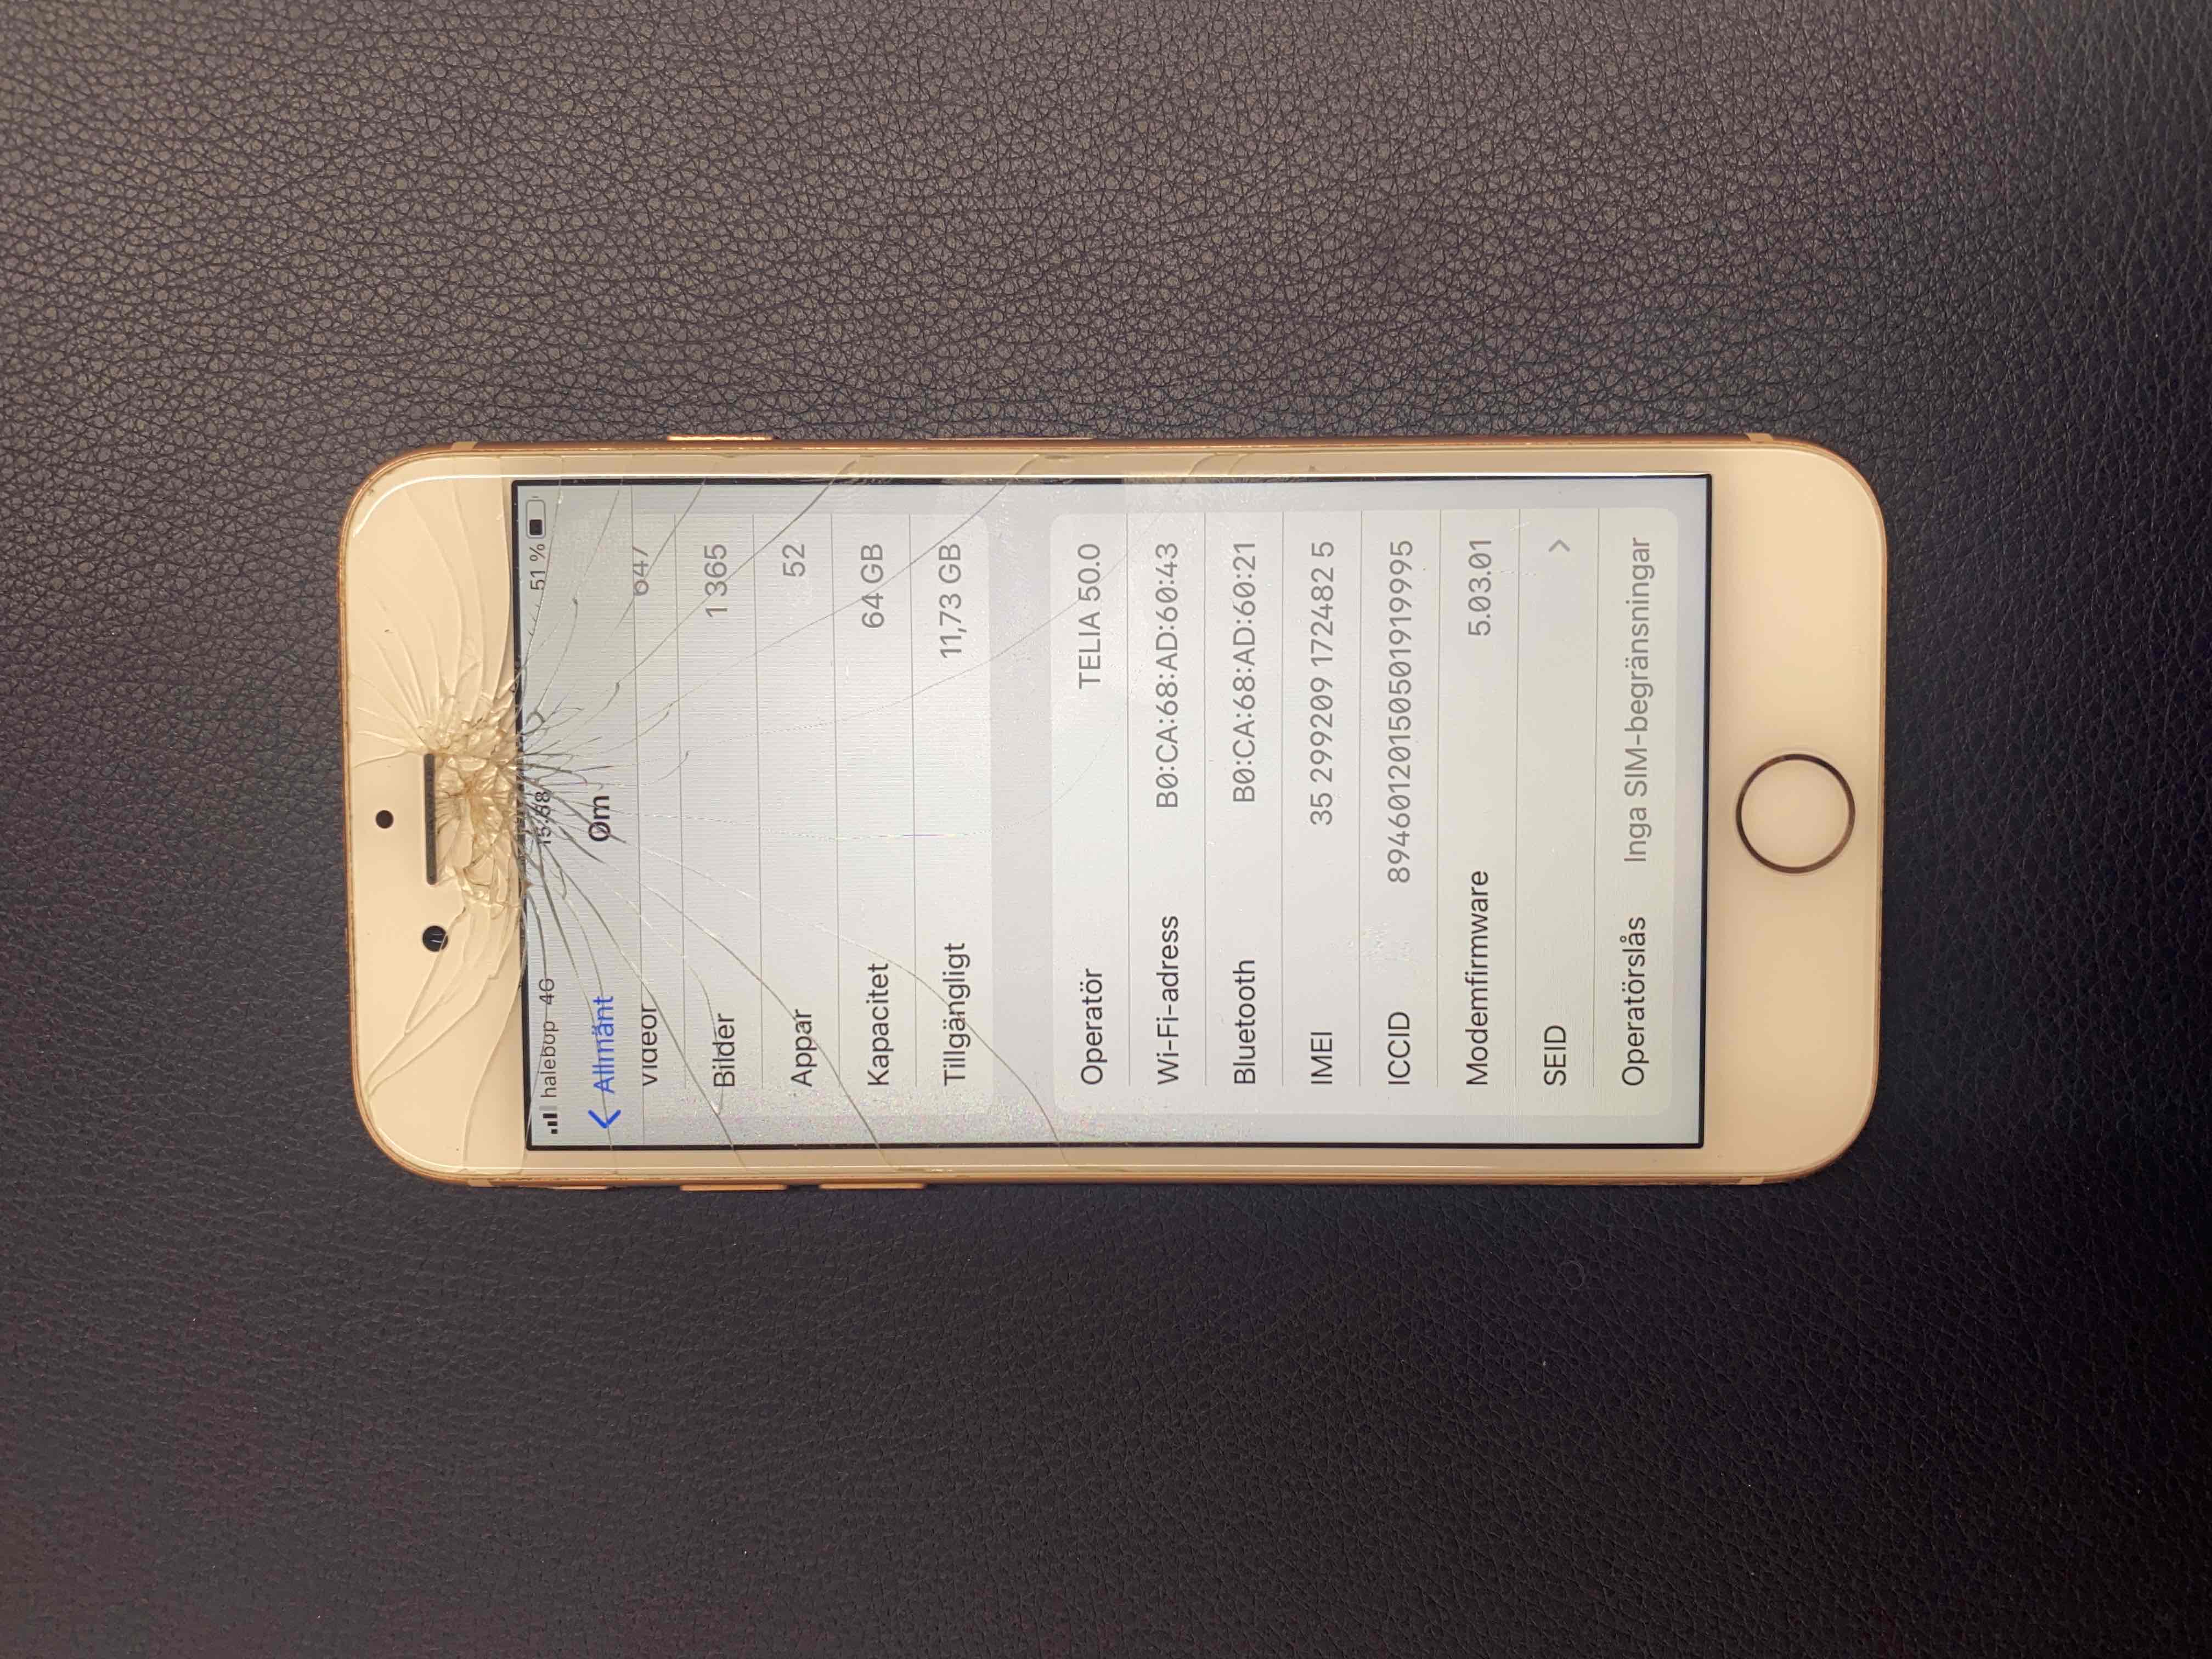 halebop 4G 15:58 51 %
Allmänt Om
Videor 647
Bilder 1 365
Appar 52
Kapacitet 64 GB
Tillgängligt 11,73 GB
Operatör TELIA 50.0
Wi-Fi-adress B0:CA:68:AD:60:43
Bluetooth B0:CA:68:AD:60:21
IMEI 35 299209 172482 5
ICCID 89460120150501919995
Modemfirmware 5.03.01
SEID
Operatörslås Inga SIM-begränsningar